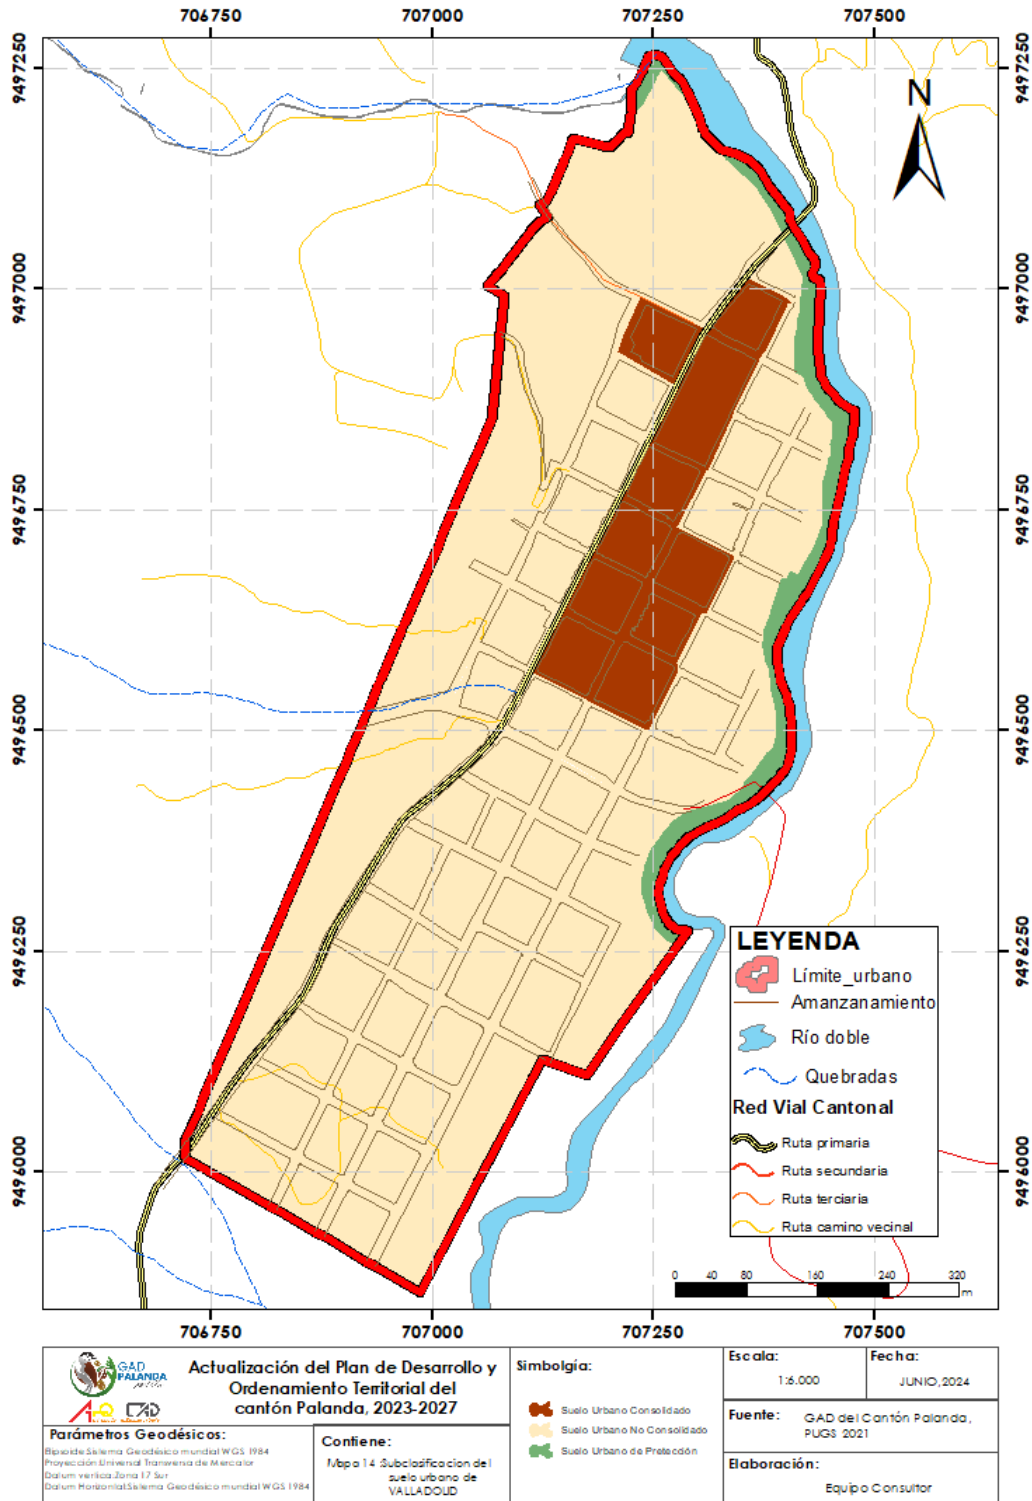 706750 707000 707250 707500
9497250 9497250
N
9497000 9497000
9496750 9496750
9496500 9496500
9496250 9496250
9496000 9496000
LEYENDA
Límite_urbano
Amanzanamiento
Río doble
Quebradas
Red Vial Cantonal
Ruta primaria
Ruta secundaria
Ruta terciaria
Ruta camino vecinal
0 40 80 160 240 320
m
706750 707000 707250 707500
GAD
PALANDA
Actualización del Plan de Desarrollo y
Ordenamiento Territorial del
cantón Palanda, 2023-2027
Parámetros Geodésicos:
Elipsoide:Sistema Geodésico mundial WGS 1984
Proyección:Universal Transversa de Mercator
Datum vertical:Zona 17 Sur
Datum Horizontal:Sistema Geodésico mundial WGS 1984
Contiene:
Mapa 14 :Subclasificacion del
suelo urbano de
VALLADOLID
Simbolgía:
Suelo Urbano Consolidado
Suelo Urbano No Consolidado
Suelo Urbano de Protección
Escala:
1:6.000
Fecha:
JUNIO, 2024
Fuente: GAD del Cantón Palanda,
PUGS 2021
Elaboración:
Equipo Consultor